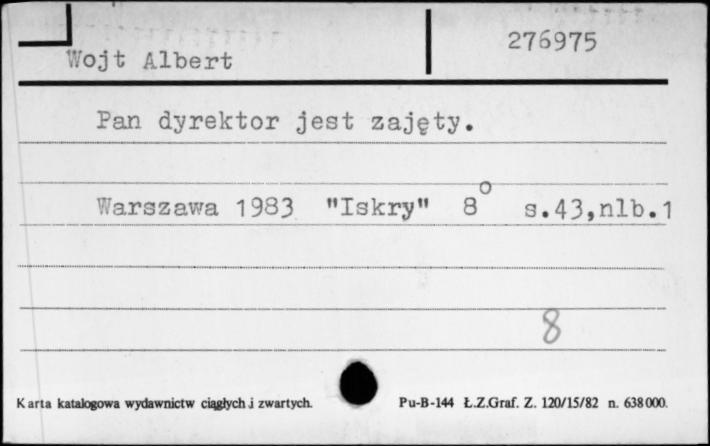 276975
Wojt Albert
Pan dyrektor jest zajęty.
Warszawa 1983 "Iskry" 8° s.43,nlb.1
8
Karta katalogowa wydawnictw ciągłych i zwartych. Pu-B-144 Ł.Z.Graf. Z. 120/15/82 n. 638000.